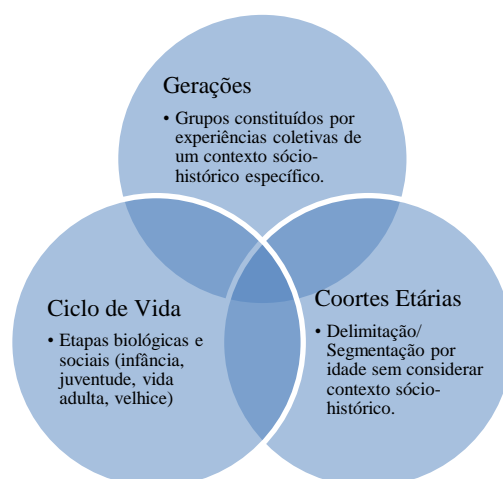 Gerações
• Grupos constituídos por
experiências coletivas de
um contexto sócio-
histórico específico.
Ciclo de Vida
• Etapas biológicas e
sociais (infância,
juventude, vida
adulta, velhice)
Coortes Etárias
• Delimitação/
Segmentação por
idade sem considerar
contexto sócio-
histórico.